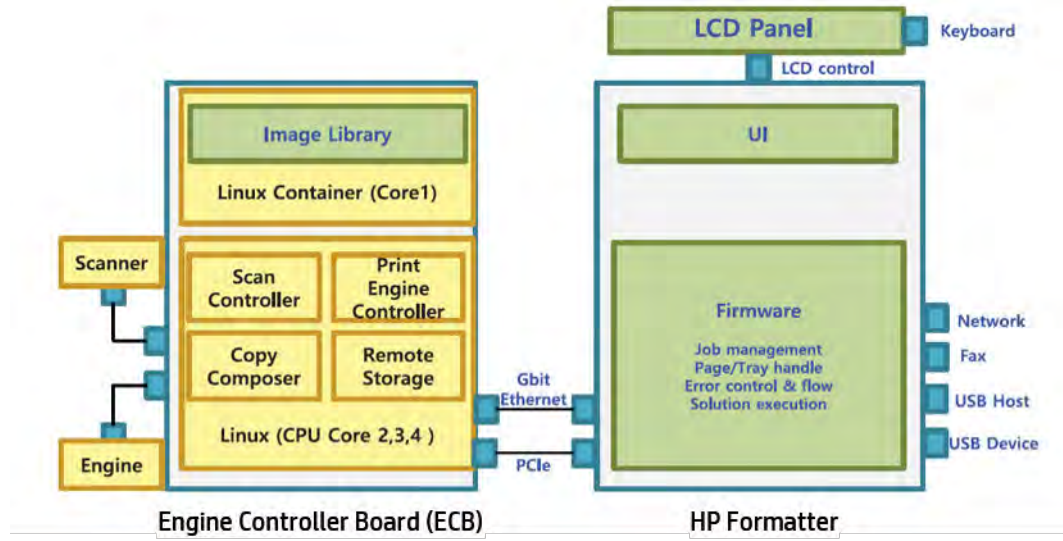 LCD Panel
Keyboard
LCD control
Image Library
Linux Container (Core1)
UI
Scanner
Scan
Controller
Print
Engine
Controller
Copy
Composer
Remote
Storage
Linux (CPU Core 2,3,4 )
Engine
Gbit
Ethernet
PCIe
Firmware
Job management
Page/Tray handle
Error control & flow
Solution execution
Network
Fax
USB Host
USB Device
Engine Controller Board (ECB)
HP Formatter